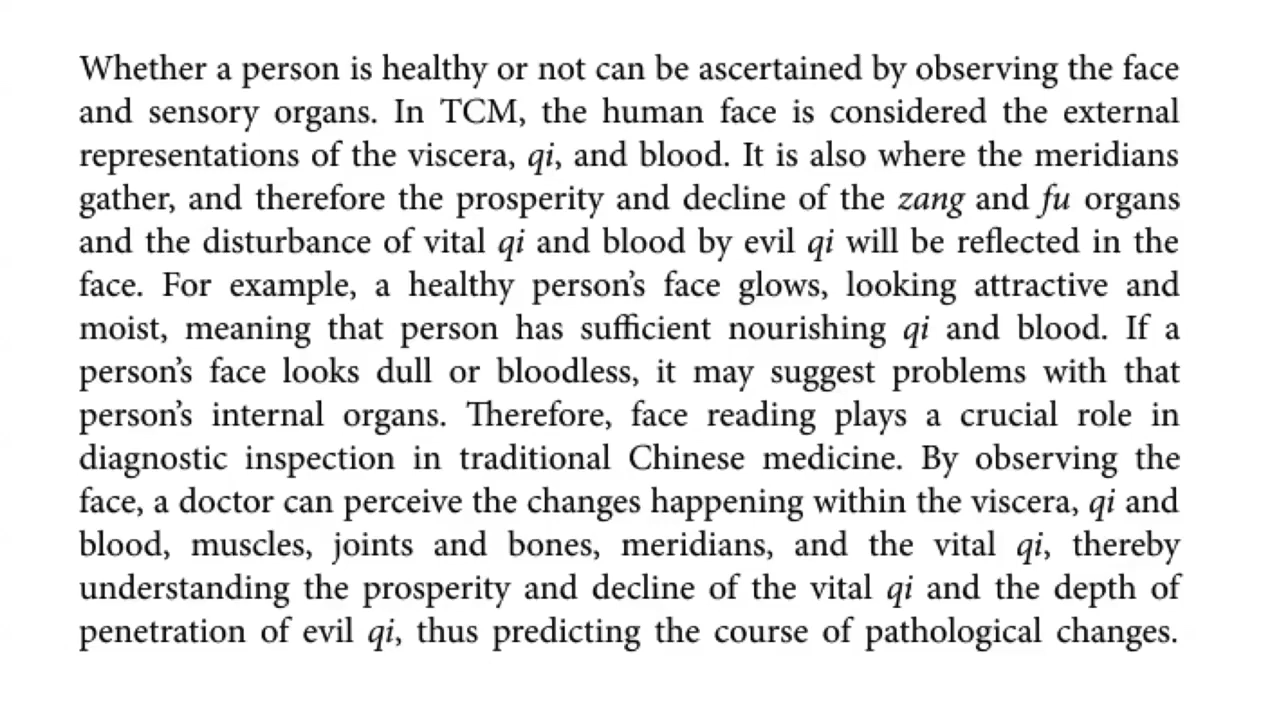 Whether a person is healthy or not can be ascertained by observing the face
and sensory organs. In TCM, the human face is considered the external
representations of the viscera, qi, and blood. It is also where the meridians
gather, and therefore the prosperity and decline of the zang and fu organs
and the disturbance of vital qi and blood by evil qi will be reflected in the
face. For example, a healthy person’s face glows, looking attractive and
moist, meaning that person has sufficient nourishing qi and blood. If a
person’s face looks dull or bloodless, it may suggest problems with that
person’s internal organs. Therefore, face reading plays a crucial role in
diagnostic inspection in traditional Chinese medicine. By observing the
face, a doctor can perceive the changes happening within the viscera, qi and
blood, muscles, joints and bones, meridians, and the vital qi, thereby
understanding the prosperity and decline of the vital qi and the depth of
penetration of evil qi, thus predicting the course of pathological changes.